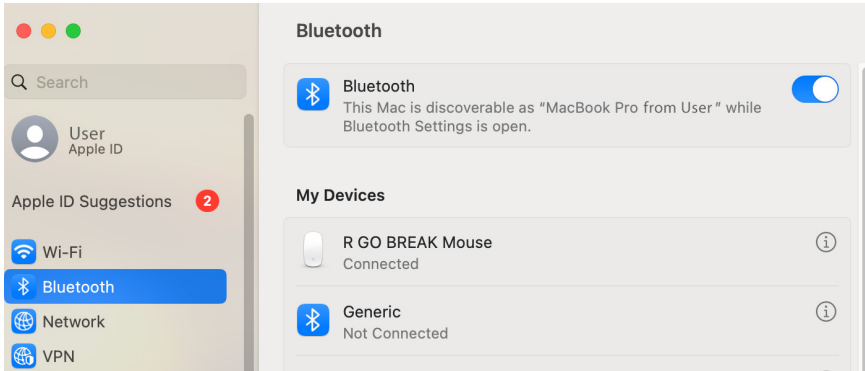 Bluetooth
Search
User
Apple ID
Apple ID Suggestions
2
Wi-Fi
Bluetooth
Network
VPN
Bluetooth
This Mac is discoverable as “MacBook Pro from User” while
Bluetooth Settings is open.
My Devices
R GO BREAK Mouse
Connected
Generic
Not Connected